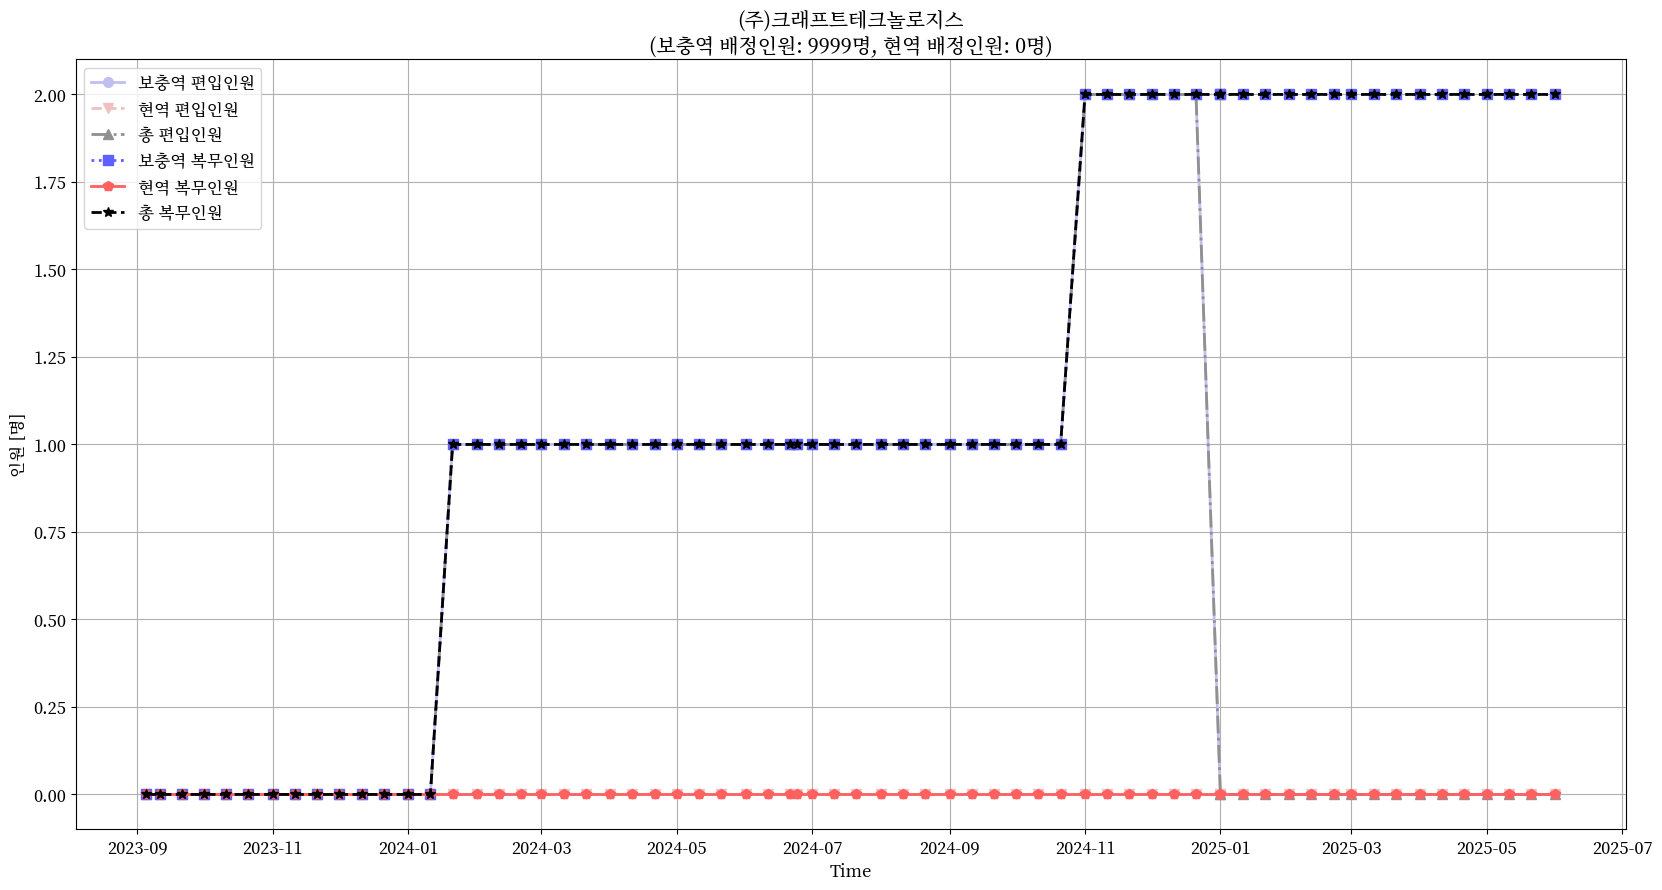 (주)크래프트테크놀로지스
(보충역 배정인원: 9999명, 현역 배정인원: 0명)
보충역 편입인원
현역 편입인원
총 편입인원
보충역 복무인원
현역 복무인원
총 복무인원
2.00
1.75
1.50
1.25
1.00
0.75
0.50
0.25
0.00
인원 [명]
2023-09 2023-11 2024-01 2024-03 2024-05 2024-07 2024-09 2024-11 2025-01 2025-03 2025-05 2025-07
Time